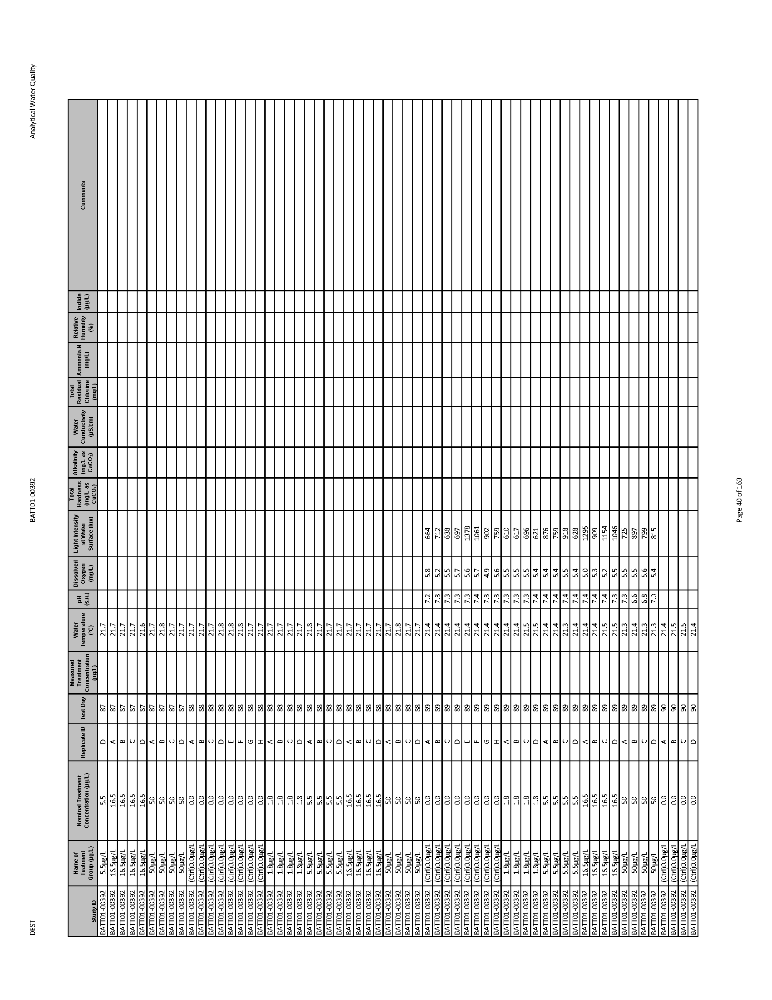 DEST BATT01-00392 Analytical Water Quality
Study ID Name of Teatment Group (µg/L) Nominal Treatment Concentration (µg/L) Replicate ID Test Day Measured Treatment Concentration (µg/L) Water Temperature (°C) pH (s.u.) Dissolved Oxygen (mg/L) Light Intensity at Water Surface (lux) Total Hardness (mg/L as CaCO₃) Alkalinity (mg/L as CaCO₃) Water Conductivity (µS/cm) Total Residual Chlorine (mg/L) Ammonia-N (mg/L) Relative Humidity (%) Iodide (µg/L) Comments
BATT01-00392 5.5µg/L 5.5 D 87 21.7
BATT01-00392 16.5µg/L 16.5 A 87 21.7
BATT01-00392 16.5µg/L 16.5 B 87 21.7
BATT01-00392 16.5µg/L 16.5 C 87 21.7
BATT01-00392 16.5µg/L 16.5 D 87 21.6
BATT01-00392 50µg/L 50 A 87 21.7
BATT01-00392 50µg/L 50 B 87 21.8
BATT01-00392 50µg/L 50 C 87 21.7
BATT01-00392 50µg/L 50 D 87 21.7
BATT01-00392 (Ctrl)0.0µg/L 0.0 A 88 21.7
BATT01-00392 (Ctrl)0.0µg/L 0.0 B 88 21.7
BATT01-00392 (Ctrl)0.0µg/L 0.0 C 88 21.7
BATT01-00392 (Ctrl)0.0µg/L 0.0 D 88 21.8
BATT01-00392 (Ctrl)0.0µg/L 0.0 E 88 21.8
BATT01-00392 (Ctrl)0.0µg/L 0.0 F 88 21.8
BATT01-00392 (Ctrl)0.0µg/L 0.0 G 88 21.7
BATT01-00392 (Ctrl)0.0µg/L 0.0 H 88 21.7
BATT01-00392 1.8µg/L 1.8 A 88 21.7
BATT01-00392 1.8µg/L 1.8 B 88 21.7
BATT01-00392 1.8µg/L 1.8 C 88 21.7
BATT01-00392 1.8µg/L 1.8 D 88 21.7
BATT01-00392 5.5µg/L 5.5 A 88 21.8
BATT01-00392 5.5µg/L 5.5 B 88 21.7
BATT01-00392 5.5µg/L 5.5 C 88 21.7
BATT01-00392 5.5µg/L 5.5 D 88 21.7
BATT01-00392 16.5µg/L 16.5 A 88 21.7
BATT01-00392 16.5µg/L 16.5 B 88 21.7
BATT01-00392 16.5µg/L 16.5 C 88 21.7
BATT01-00392 16.5µg/L 16.5 D 88 21.7
BATT01-00392 50µg/L 50 A 88 21.7
BATT01-00392 50µg/L 50 B 88 21.8
BATT01-00392 50µg/L 50 C 88 21.7
BATT01-00392 50µg/L 50 D 88 21.7
BATT01-00392 (Ctrl)0.0µg/L 0.0 A 89 21.4 7.2 5.8 664
BATT01-00392 (Ctrl)0.0µg/L 0.0 B 89 21.4 7.3 5.2 712
BATT01-00392 (Ctrl)0.0µg/L 0.0 C 89 21.4 7.3 5.5 638
BATT01-00392 (Ctrl)0.0µg/L 0.0 D 89 21.4 7.3 5.7 697
BATT01-00392 (Ctrl)0.0µg/L 0.0 E 89 21.4 7.3 5.6 1378
BATT01-00392 (Ctrl)0.0µg/L 0.0 F 89 21.4 7.4 5.7 1061
BATT01-00392 (Ctrl)0.0µg/L 0.0 G 89 21.4 7.3 4.9 902
BATT01-00392 (Ctrl)0.0µg/L 0.0 H 89 21.4 7.3 5.6 759
BATT01-00392 1.8µg/L 1.8 A 89 21.4 7.3 5.5 610
BATT01-00392 1.8µg/L 1.8 B 89 21.4 7.3 5.5 617
BATT01-00392 1.8µg/L 1.8 C 89 21.5 7.3 5.5 696
BATT01-00392 1.8µg/L 1.8 D 89 21.5 7.4 5.4 621
BATT01-00392 5.5µg/L 5.5 A 89 21.4 7.4 5.4 876
BATT01-00392 5.5µg/L 5.5 B 89 21.4 7.4 5.4 759
BATT01-00392 5.5µg/L 5.5 C 89 21.3 7.4 5.5 918
BATT01-00392 5.5µg/L 5.5 D 89 21.4 7.4 5.4 628
BATT01-00392 16.5µg/L 16.5 A 89 21.4 7.4 5.0 1295
BATT01-00392 16.5µg/L 16.5 B 89 21.4 7.4 5.3 909
BATT01-00392 16.5µg/L 16.5 C 89 21.5 7.4 5.2 1154
BATT01-00392 16.5µg/L 16.5 D 89 21.5 7.3 5.5 1046
BATT01-00392 50µg/L 50 A 89 21.3 7.3 5.5 725
BATT01-00392 50µg/L 50 B 89 21.4 6.6 5.5 897
BATT01-00392 50µg/L 50 C 89 21.3 6.8 5.6 799
BATT01-00392 50µg/L 50 D 89 21.3 7.0 5.4 815
BATT01-00392 (Ctrl)0.0µg/L 0.0 A 90 21.4
BATT01-00392 (Ctrl)0.0µg/L 0.0 B 90 21.5
BATT01-00392 (Ctrl)0.0µg/L 0.0 C 90 21.5
BATT01-00392 (Ctrl)0.0µg/L 0.0 D 90 21.4
Page 40 of 163